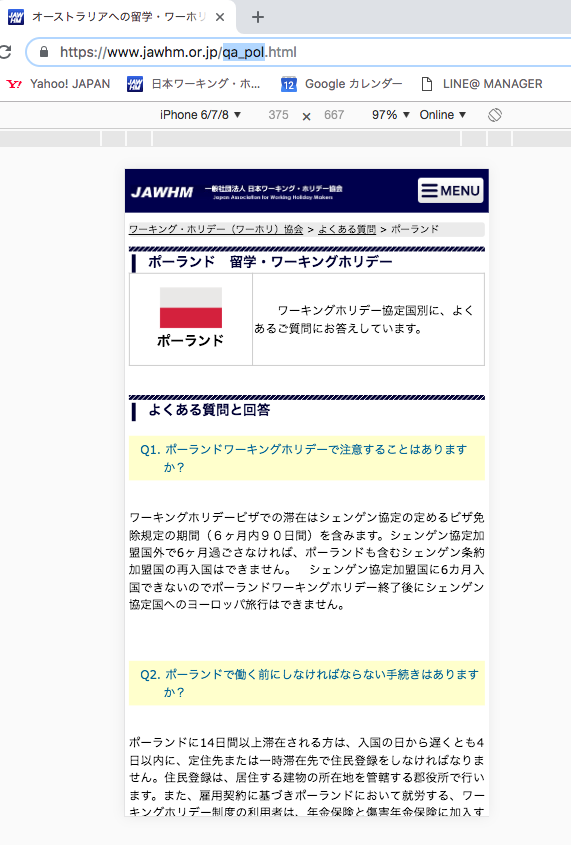 オーストラリアへの留学・ワーホリ
https://www.jawhm.or.jp/qa_pol.html
Yahoo! JAPAN
日本ワーキング・ホ...
12
Google カレンダー
LINE@ MANAGER
iPhone 6/7/8 ▼ 375 × 667 97% ▼ Online ▼
JAWHM
一般社団法人 日本ワーキング・ホリデー協会
Japan Association for Working Holiday Makers
MENU
ワーキング・ホリデー（ワーホリ）協会 > よくある質問 > ポーランド
ポーランド　留学・ワーキングホリデー
ポーランド
ワーキングホリデー協定国別に、よく
あるご質問にお答えしています。
よくある質問と回答
Q1. ポーランドワーキングホリデーで注意することはあります
か？
ワーキングホリデービザでの滞在はシェンゲン協定の定めるビザ免
除規定の期間（６ヶ月内９０日間）を含みます。シェンゲン協定加
盟国外で6ヶ月過ごさなければ、ポーランドも含むシェンゲン条約
加盟国の再入国はできません。　シェンゲン協定加盟国に6カ月入
国できないのでポーランドワーキングホリデー終了後にシェンゲン
協定国へのヨーロッパ旅行はできません。
Q2. ポーランドで働く前にしなければならない手続きはあります
か？
ポーランドに14日間以上滞在される方は、入国の日から遅くとも4
日以内に、定住先または一時滞在先で住民登録をしなければなりま
せん。住民登録は、居住する建物の所在地を管轄する郡役所で行い
ます。また、雇用契約に基づきポーランドにおいて就労する、ワー
キングホリデー制度の利用者は、年金保険と傷害年金保険に加入す